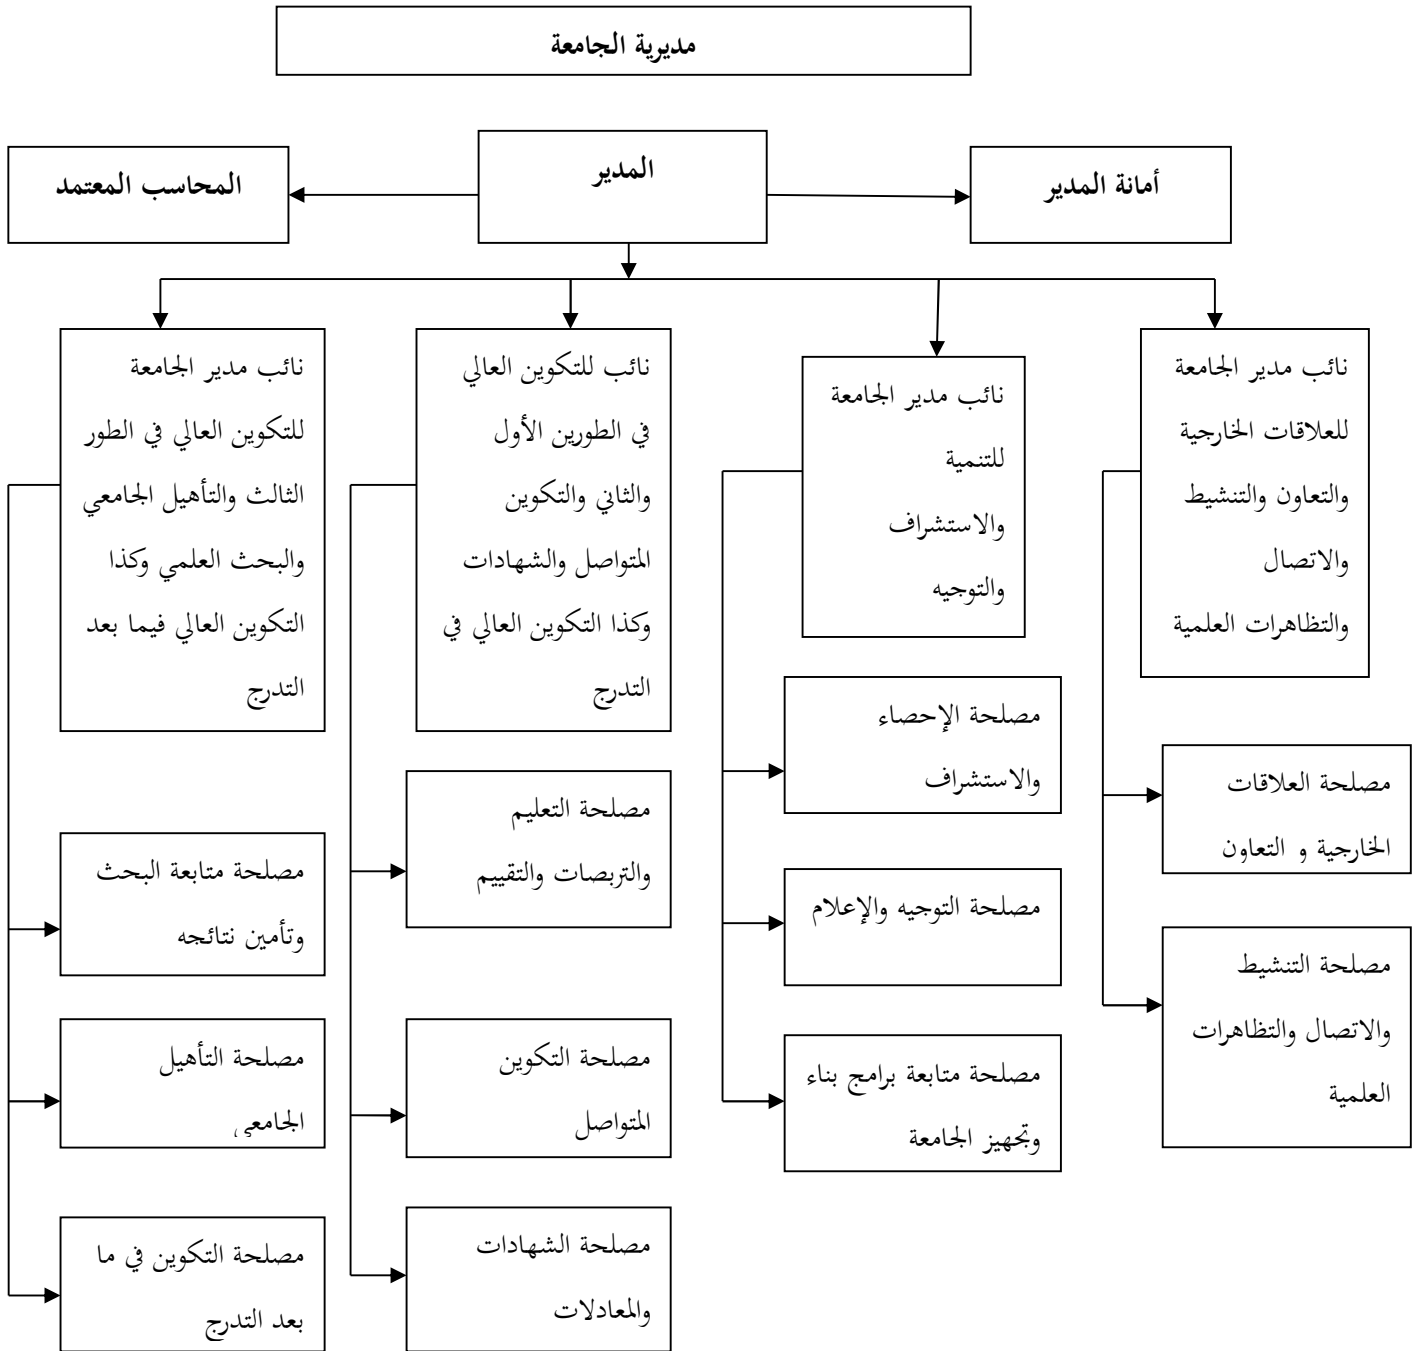 مديرية الجامعة
أمانة المدير
المدير
المحاسب المعتمد
نائب مدير الجامعة
للعلاقات الخارجية
والتعاون والتنشيط
والاتصال
والتظاهرات العلمية
مصلحة العلاقات
الخارجية و التعاون
مصلحة التنشيط
والاتصال والتظاهرات
العلمية
نائب مدير الجامعة
للتنمية
والاستشراف
والتوجيه
مصلحة الإحصاء
والاستشراف
مصلحة التوجيه والإعلام
مصلحة متابعة برامج بناء
وتجهيز الجامعة
نائب للتكوين العالي
في الطورين الأول
والثاني والتكوين
المتواصل والشهادات
وكذا التكوين العالي في
التدرج
مصلحة التعليم
والتربصات والتقييم
مصلحة التكوين
المتواصل
مصلحة الشهادات
والمعادلات
نائب مدير الجامعة
للتكوين العالي في الطور
الثالث والتأهيل الجامعي
والبحث العلمي وكذا
التكوين العالي فيما بعد
التدرج
مصلحة متابعة البحث
وتأمين نتائجه
مصلحة التأهيل
الجامعي
مصلحة التكوين في ما
بعد التدرج